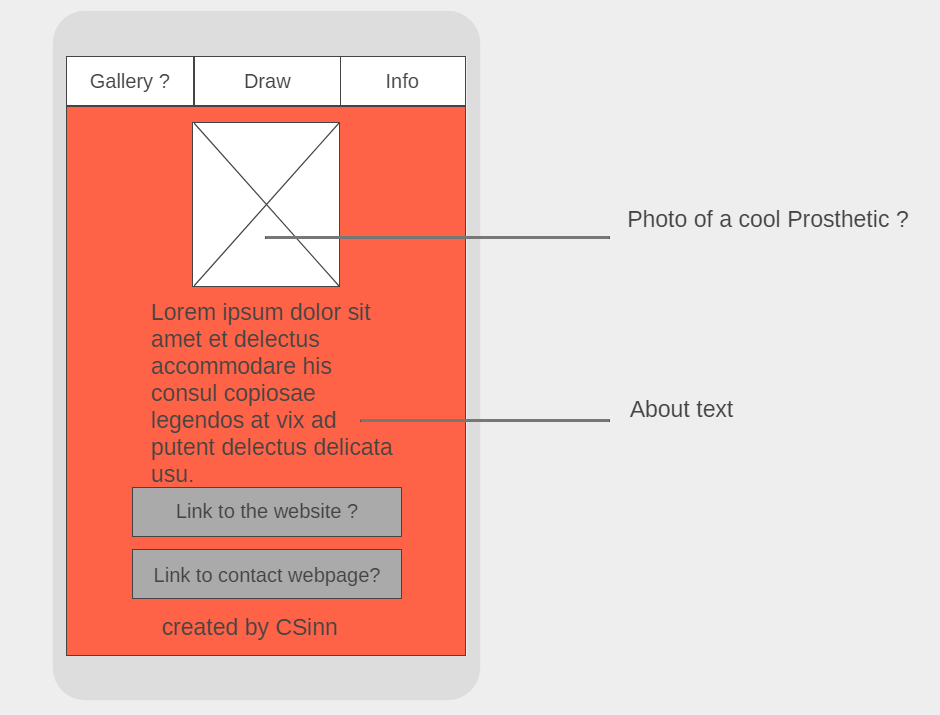 Gallery ?
Draw
Info
Photo of a cool Prosthetic ?
Lorem ipsum dolor sit
amet et delectus
accommodare his
consul copiosae
legendos at vix ad
putent delectus delicata
usu.
About text
Link to the website ?
Link to contact webpage?
created by CSinn